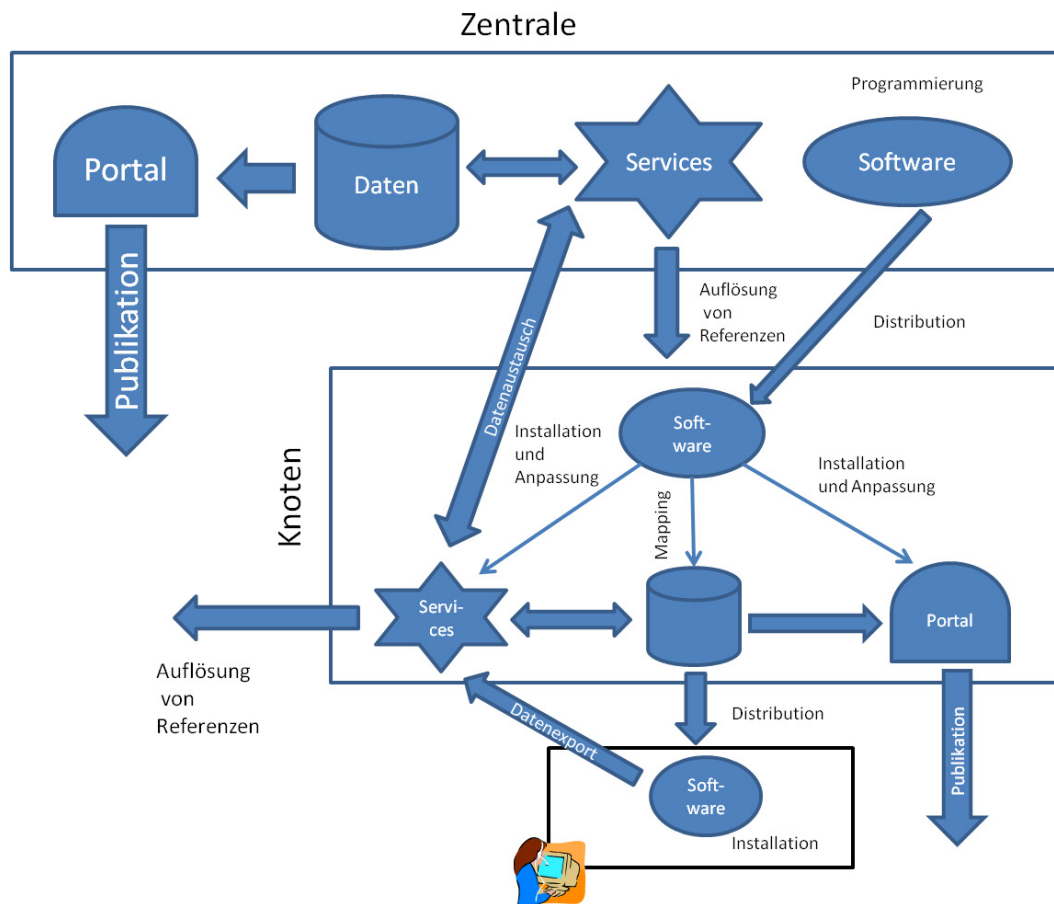 Zentrale
Programmierung
Portal
Daten
Services
Software
Publikation
Datenaustausch
Auflösung
von
Referenzen
Distribution
Knoten
Soft-
ware
Installation
und
Anpassung
Mapping
Installation
und Anpassung
Servi-
ces
Portal
Auflösung
von
Referenzen
Datenexport
Distribution
Publikation
Soft-
ware
Installation